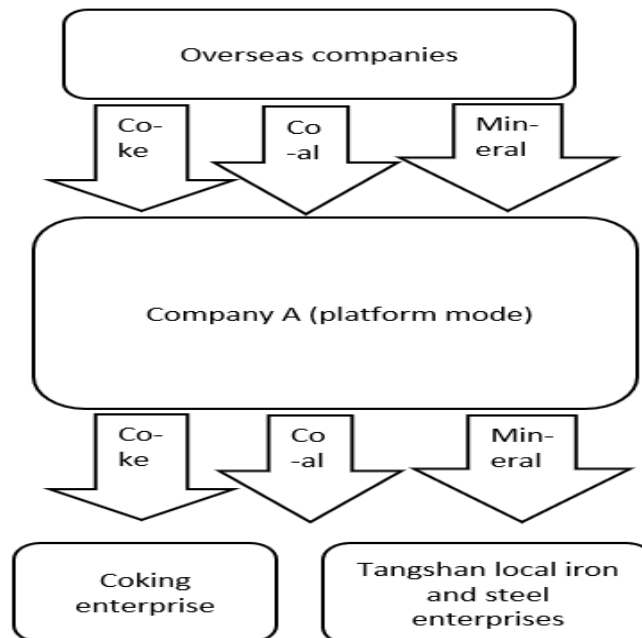 Overseas companies
Co-
ke
Co
-al
Min-
eral
Company A (platform mode)
Co-
ke
Co
-al
Min-
eral
Coking
enterprise
Tangshan local iron
and steel
enterprises